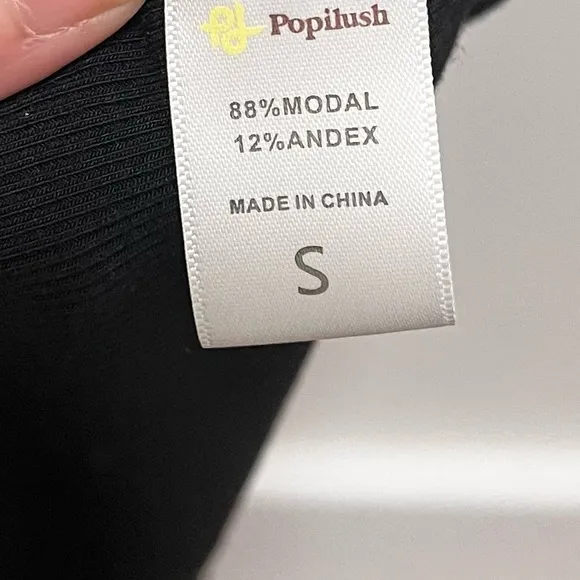 Popilush
88%MODAL
12%ANDEX
MADE IN CHINA
S